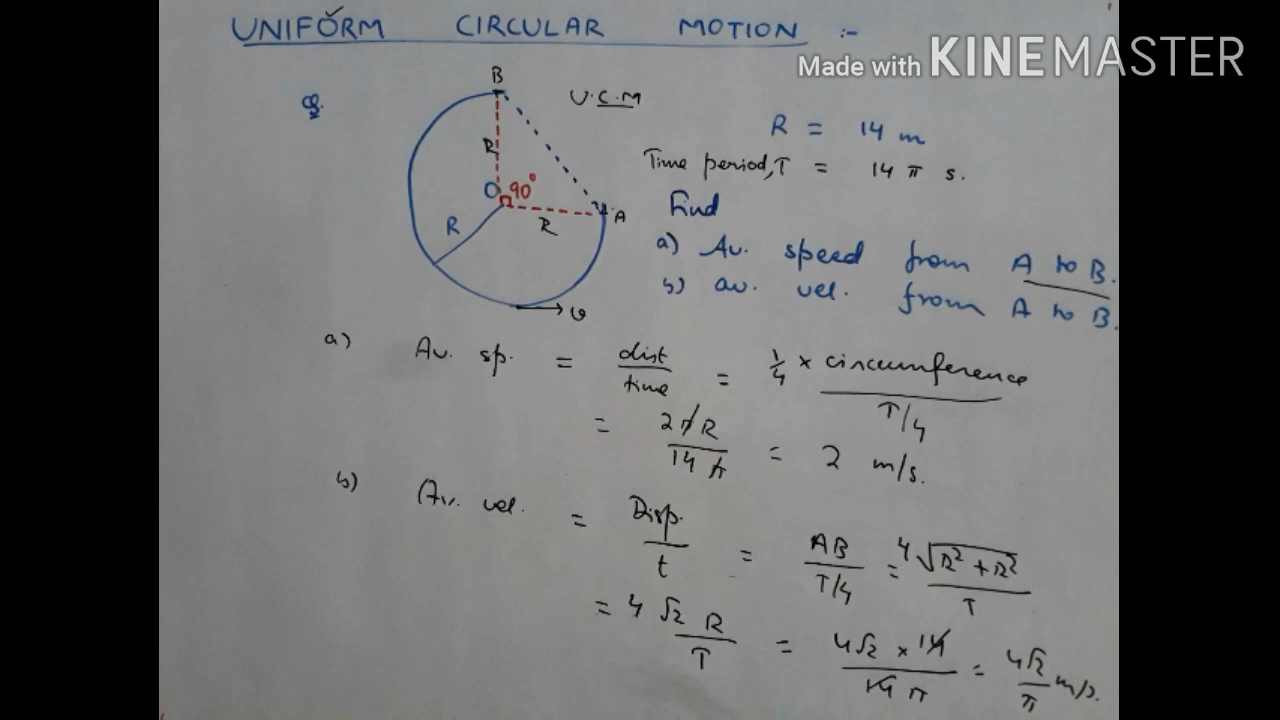 UNIFORM CIRCULAR MOTION :-
Made with KINEMASTER
Q.
B
U.C.M
R = 14 m
R
Time period, T = 14 π s.
O 90°
R
R
A
Find
a) Av. speed from A to B.
b) av. vel. from A to B.
v
a) Av. sp. = dist/time = 1/4 × circumference / T/4
= 2πR/14π = 2 m/s.
b) Av. vel. = Disp./t = AB/T/4 = 4√R²+R²/T
= 4√2 R/T = 4√2 × 14/14 π = 4√2/π m/s.